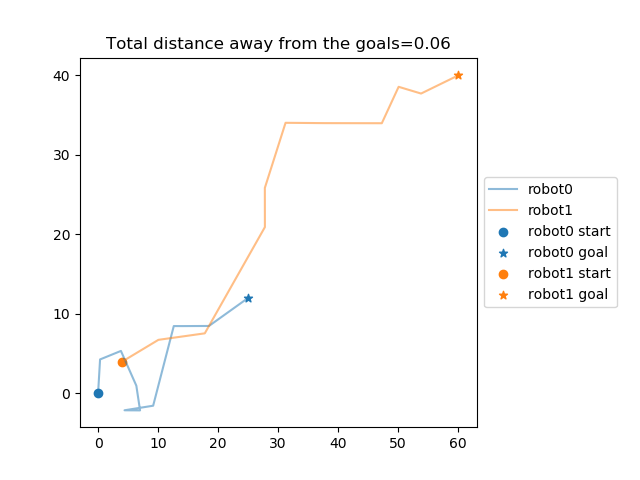 Total distance away from the goals=0.06
40
30
20
10
0
0 10 20 30 40 50 60
robot0
robot1
robot0 start
robot0 goal
robot1 start
robot1 goal